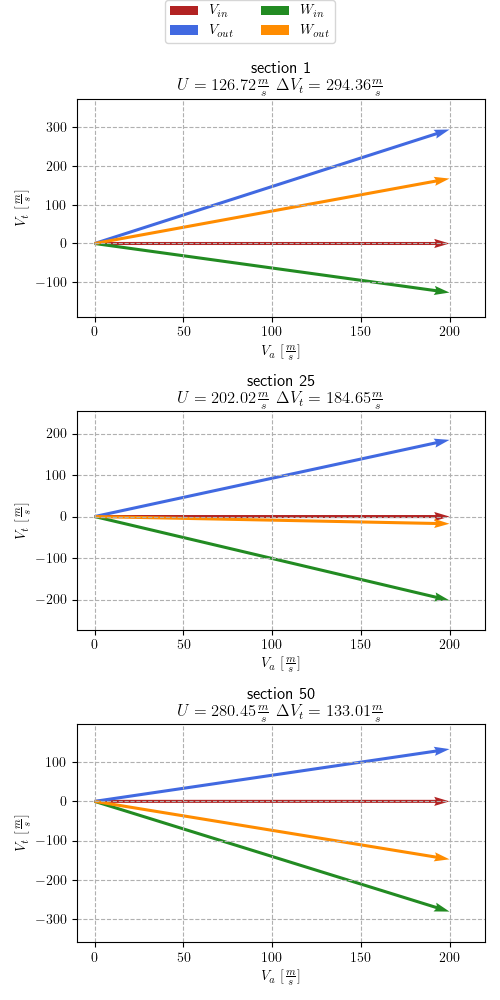 V_in W_in
V_out W_out
section 1
U = 126.72 m/s ΔV_t = 294.36 m/s
300
200
100
0
−100
V_t [m/s]
0 50 100 150 200
V_a [m/s]
section 25
U = 202.02 m/s ΔV_t = 184.65 m/s
200
100
0
−100
−200
V_t [m/s]
0 50 100 150 200
V_a [m/s]
section 50
U = 280.45 m/s ΔV_t = 133.01 m/s
100
0
−100
−200
−300
V_t [m/s]
0 50 100 150 200
V_a [m/s]